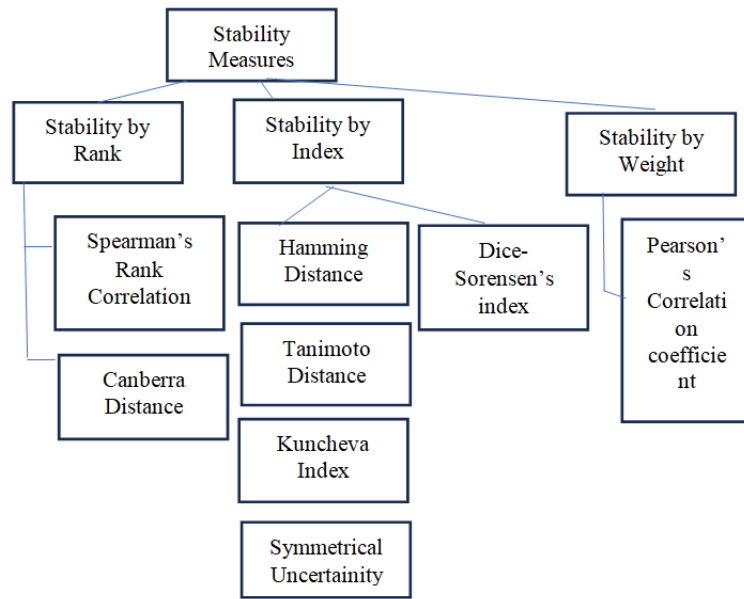 Stability
Measures
Stability by
Rank
Stability by
Index
Stability by
Weight
Spearman’s
Rank
Correlation
Canberra
Distance
Hamming
Distance
Tanimoto
Distance
Kuncheva
Index
Symmetrical
Uncertainity
Dice-
Sorensen’s
index
Pearson’
s
Correlati
on
coefficie
nt